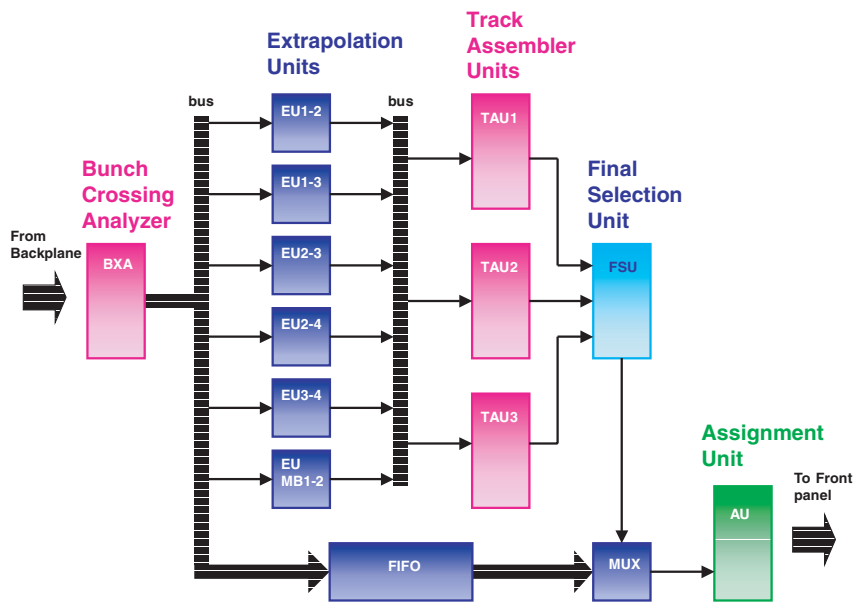 Extrapolation
Units
Track
Assembler
Units
bus
bus
EU1-2
TAU1
Bunch
Crossing
Analyzer
EU1-3
Final
Selection
Unit
From
Backplane
BXA
EU2-3
TAU2
FSU
EU2-4
EU3-4
TAU3
Assignment
Unit
EU
MB1-2
To Front
panel
AU
FIFO
MUX